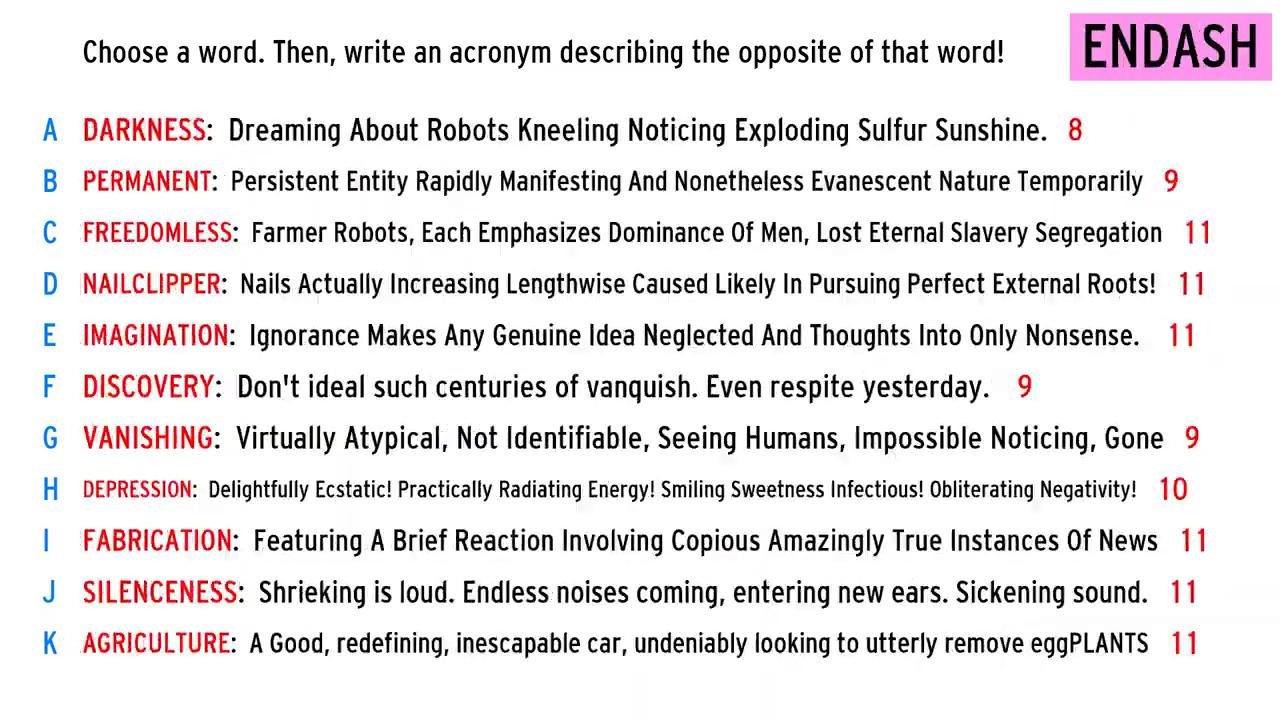 Choose a word. Then, write an acronym describing the opposite of that word!
ENDASH
A DARKNESS: Dreaming About Robots Kneeling Noticing Exploding Sulfur Sunshine. 8
B PERMANENT: Persistent Entity Rapidly Manifesting And Nonetheless Evanescent Nature Temporarily 9
C FREEDOMLESS: Farmer Robots, Each Emphasizes Dominance Of Men, Lost Eternal Slavery Segregation 11
D NAILCLIPPER: Nails Actually Increasing Lengthwise Caused Likely In Pursuing Perfect External Roots! 11
E IMAGINATION: Ignorance Makes Any Genuine Idea Neglected And Thoughts Into Only Nonsense. 11
F DISCOVERY: Don't ideal such centuries of vanquish. Even respite yesterday. 9
G VANISHING: Virtually Atypical, Not Identifiable, Seeing Humans, Impossible Noticing, Gone 9
H DEPRESSION: Delightfully Ecstatic! Practically Radiating Energy! Smiling Sweetness Infectious! Obliterating Negativity! 10
I FABRICATION: Featuring A Brief Reaction Involving Copious Amazingly True Instances Of News 11
J SILENCENESS: Shrieking is loud. Endless noises coming, entering new ears. Sickening sound. 11
K AGRICULTURE: A Good, redefining, inescapable car, undeniably looking to utterly remove eggPLANTS 11